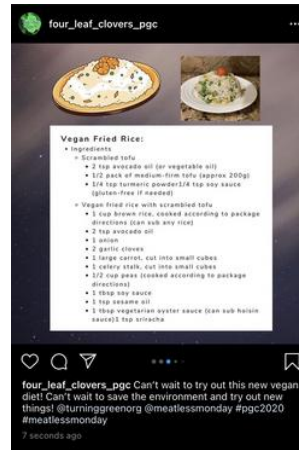 four_leaf_clovers_pgc
Vegan Fried Rice:
Ingredients
Scrambled tofu
2 tsp avocado oil (or vegetable oil)
1/2 pack of medium-firm tofu (approx 200g)
1/4 tsp turmeric powder1/4 tsp soy sauce
(gluten-free if needed)
Vegan fried rice with scrambled tofu
1 cup brown rice, cooked according to package
directions (can sub any rice)
2 tsp avocado oil
1 onion
2 garlic cloves
1 large carrot, cut into small cubes
1 celery stalk, cut into small cubes
1/2 cup peas (cooked according to package
directions)
1 tbsp soy sauce
1 tsp sesame oil
1 tbsp vegetarian oyster sauce (can sub hoisin
sauce)1 tsp sriracha
four_leaf_clovers_pgc Can't wait to try out this new vegan
diet! Can't wait to save the environment and try out new
things! @turninggreenorg @meatlessmonday #pgc2020
#meatlessmonday
7 seconds ago